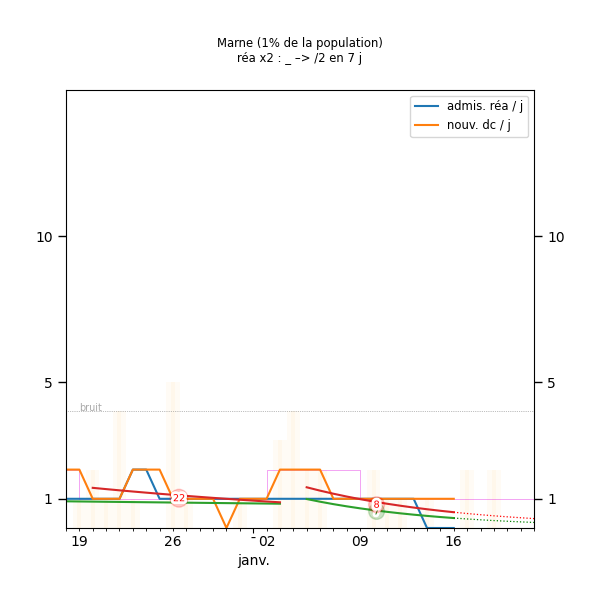 Marne (1% de la population)
réa x2 : _ –> /2 en 7 j
admis. réa / j
nouv. dc / j
10
10
5
5
bruit
1
1
22
8
19
26
02
09
16
janv.